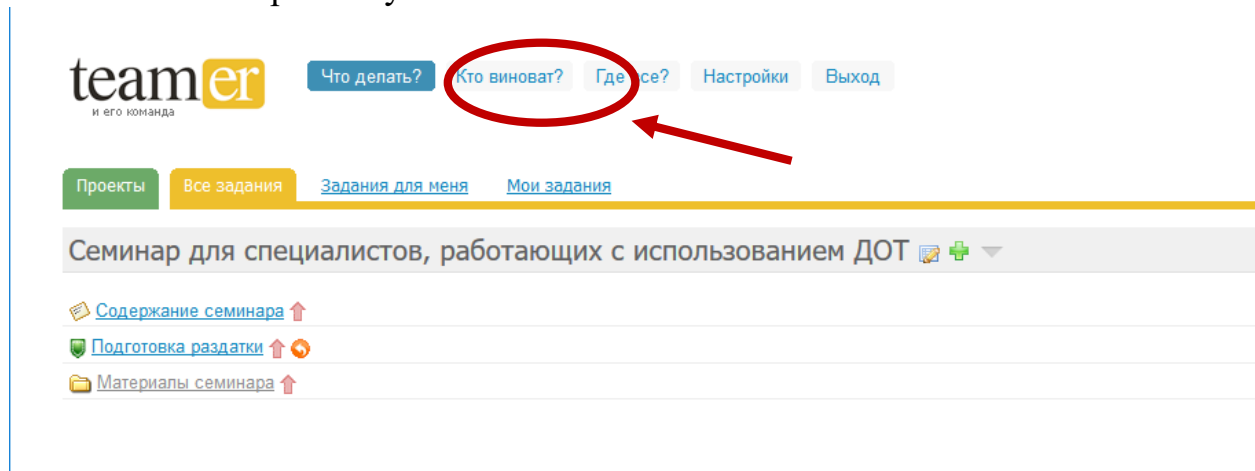 teamer
и его команда
Что делать? Кто виноват? Где все? Настройки Выход
Проекты Все задания Задания для меня Мои задания
Семинар для специалистов, работающих с использованием ДОТ
Содержание семинара
Подготовка раздатки
Материалы семинара